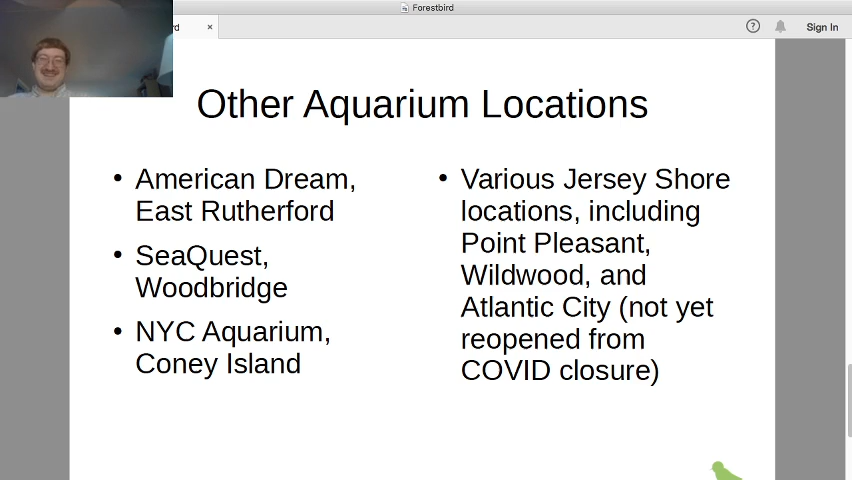 Forestbird
rd ×
? Sign In
Other Aquarium Locations
• American Dream,
East Rutherford
• SeaQuest,
Woodbridge
• NYC Aquarium,
Coney Island
• Various Jersey Shore
locations, including
Point Pleasant,
Wildwood, and
Atlantic City (not yet
reopened from
COVID closure)